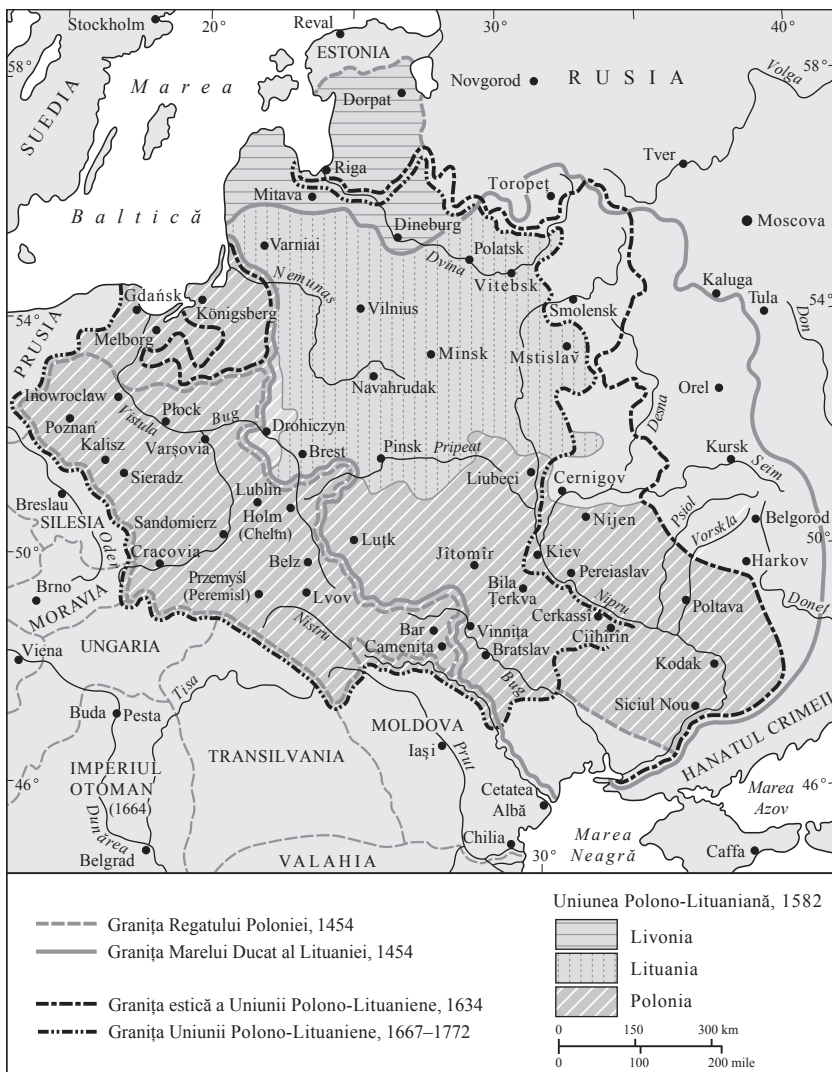 20°
30°
40°
Stockholm
Reval
ESTONIA
58°
58°
Marea
Novgorod
RUSIA
Volga
SUEDIA
Dorpat
Tver
Riga
Toropeț
Mitava
Moscova
Baltică
Dineburg
Varniai
Polatsk
Dvina
Vitebsk
Nemunas
Kaluga
Gdańsk
Königsberg
Vilnius
Smolensk
Tula
54°
54°
PRUSIA
Melborg
Minsk
Mstislav
Don
Navahrudak
Orel
Inowrocław
Desna
Vistula
Płock
Bug
Drohiczyn
Poznań
Varșovia
Brest
Pinsk
Pripeat
Kursk
Kalisz
Liubeci
Seim
Sieradz
Lublin
Cernigov
Breslau
Holm
(Chełm)
Nijen
Psiol
Belgorod
SILESIA
Sandomierz
Vorskla
50°
50°
Oder
Luțk
Kiev
Cracovia
Belz
Jîtomîr
Harkov
Brno
Przemyśl
(Peremisl)
Bila
Țerkva
Pereiaslav
MORAVIA
Lvov
Nipru
Poltava
Doneț
Cerkassî
UNGARIA
Nistru
Bar
Vinnița
Cîihîrîn
Camenița
Bratslav
Viena
Kodak
Bug
Tisa
Siciul Nou
Buda
Pesta
MOLDOVA
HANATUL CRIMEII
TRANSILVANIA
Iași
Prut
46°
46°
IMPERIUL
OTOMAN
(1664)
Marea
Azov
Cetatea
Albă
Dunărea
Marea
Neagră
Chilia
Belgrad
VALAHIA
30°
Caffa
Granița Regatului Poloniei, 1454
Granița Marelui Ducat al Lituaniei, 1454
Granița estică a Uniunii Polono-Lituaniene, 1634
Granița Uniunii Polono-Lituaniene, 1667–1772
Uniunea Polono-Lituaniană, 1582
Livonia
Lituania
Polonia
0 150 300 km
0 100 200 mile